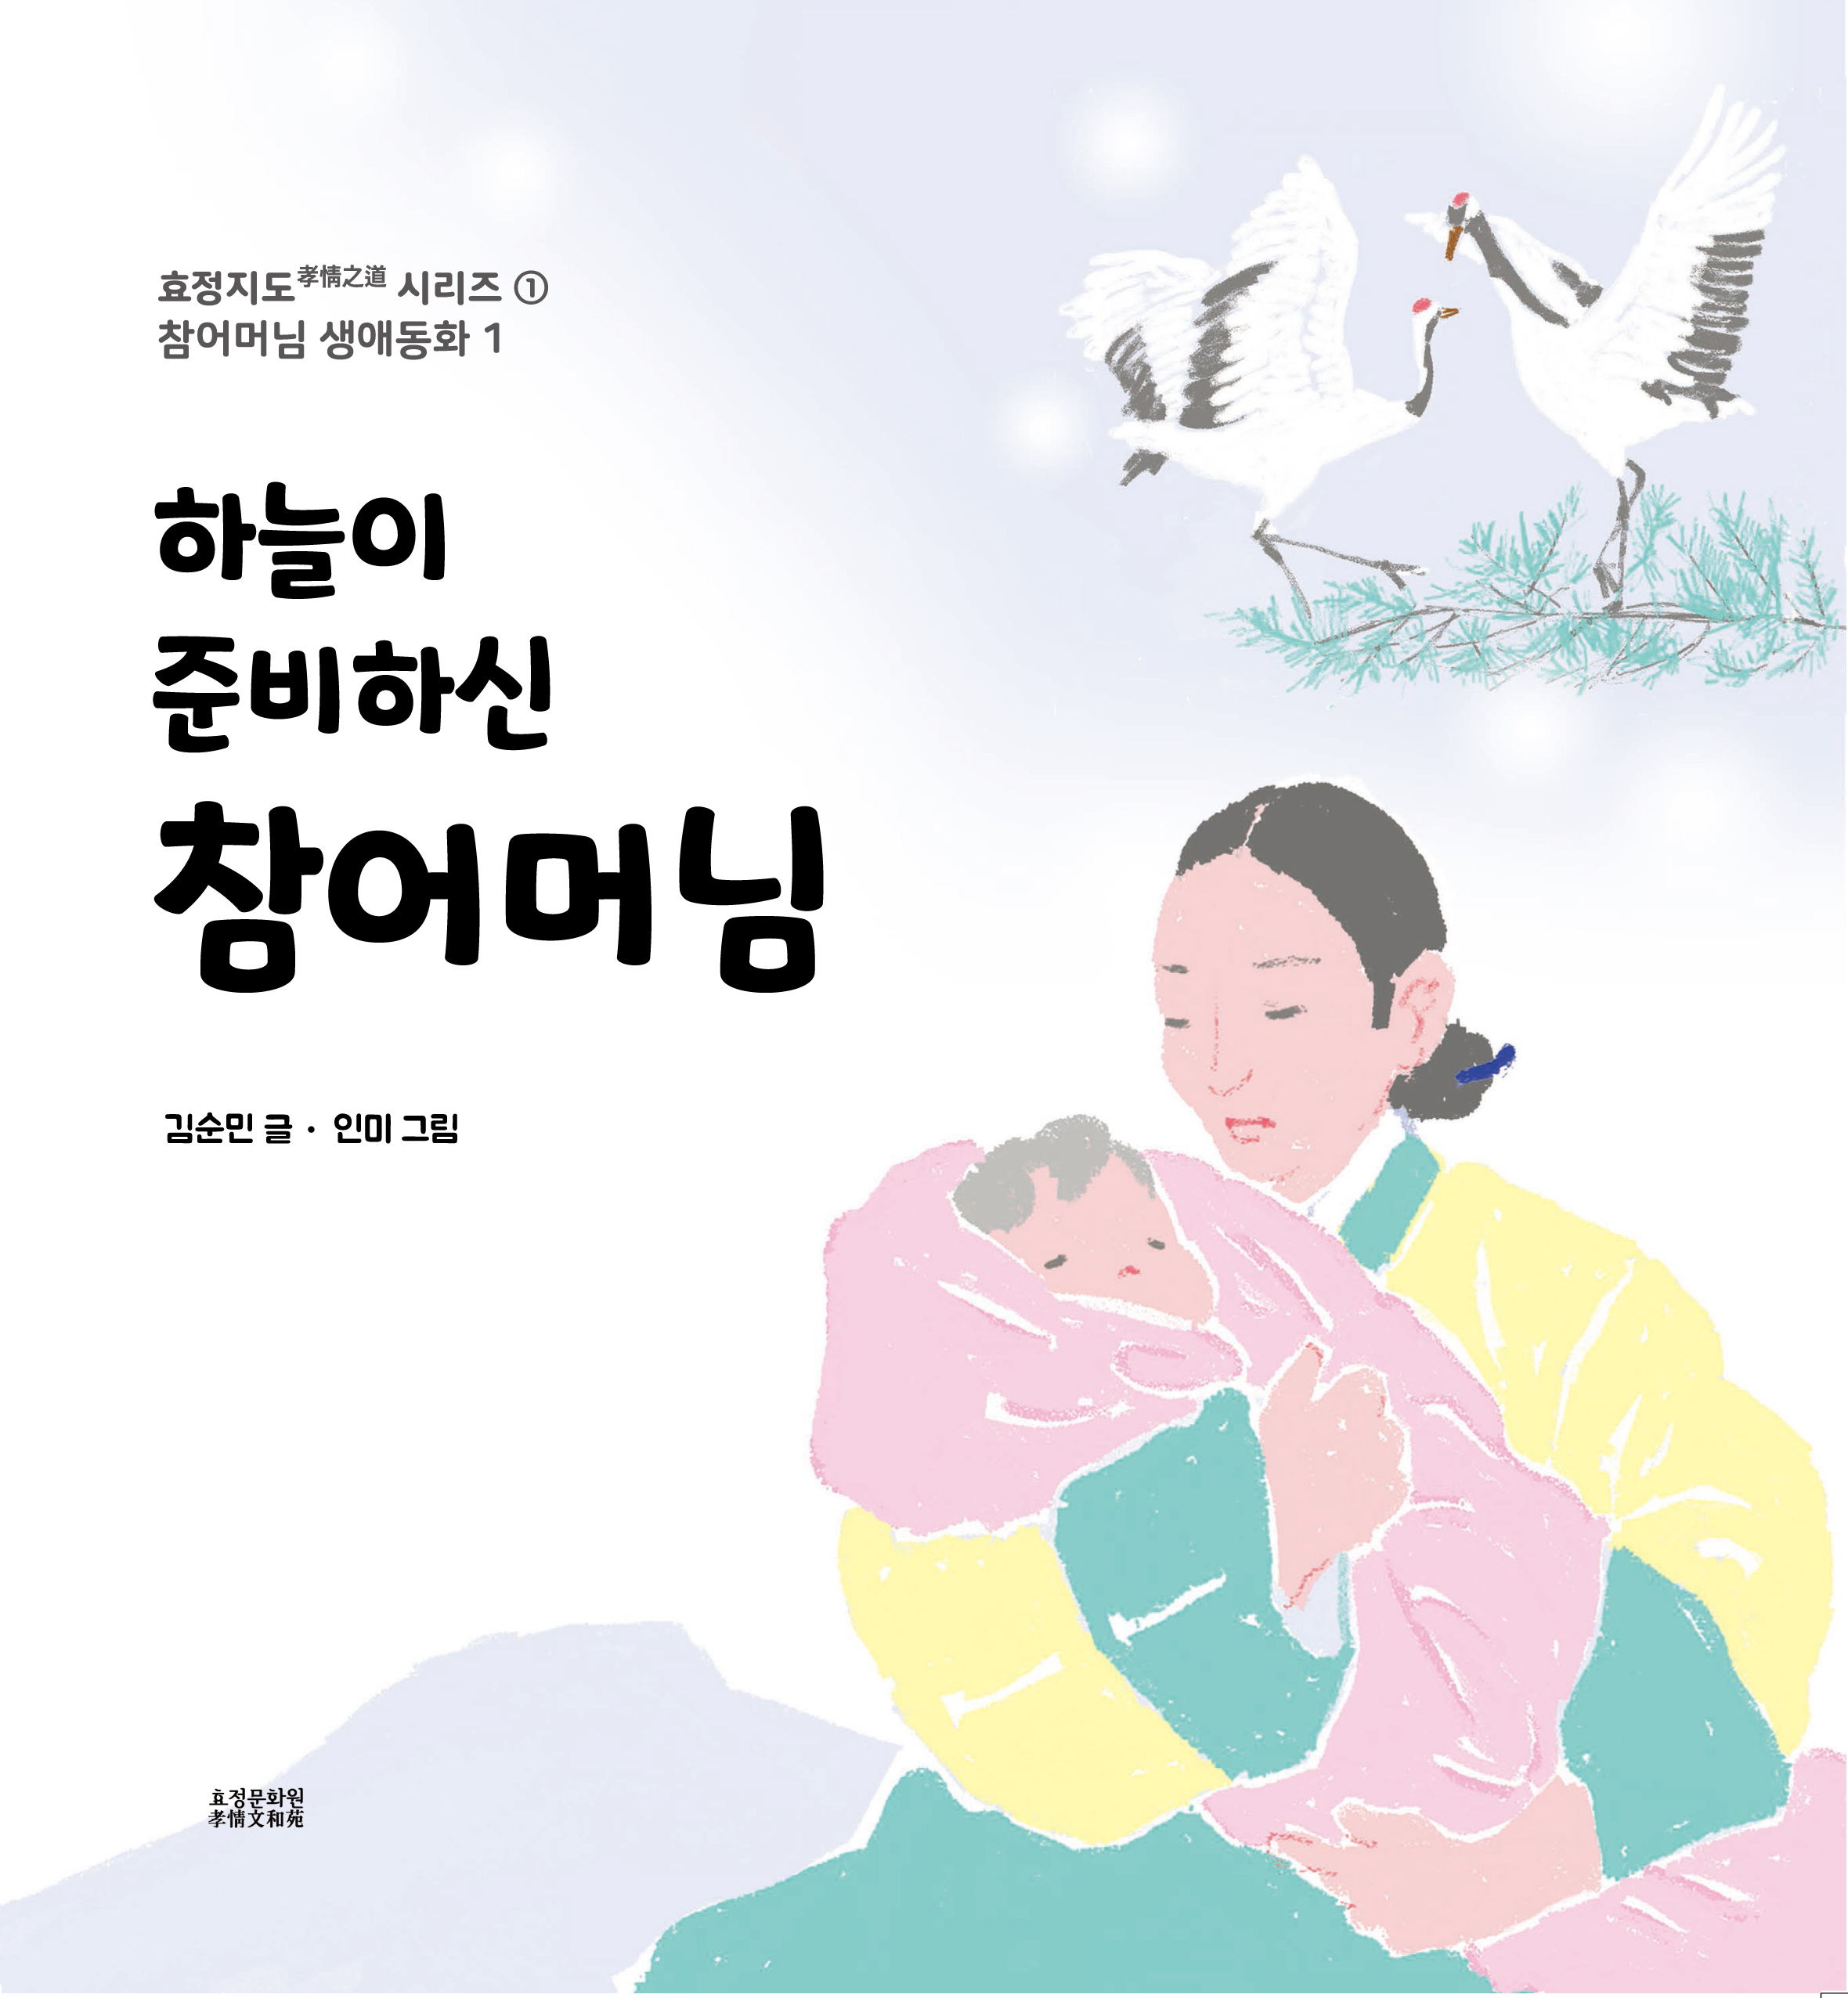 효정지도孝情之道 시리즈 ①
참어머님 생애동화 1
하늘이
준비하신
참어머님
김순민 글 · 인미 그림
효정문화원
孝情文和苑